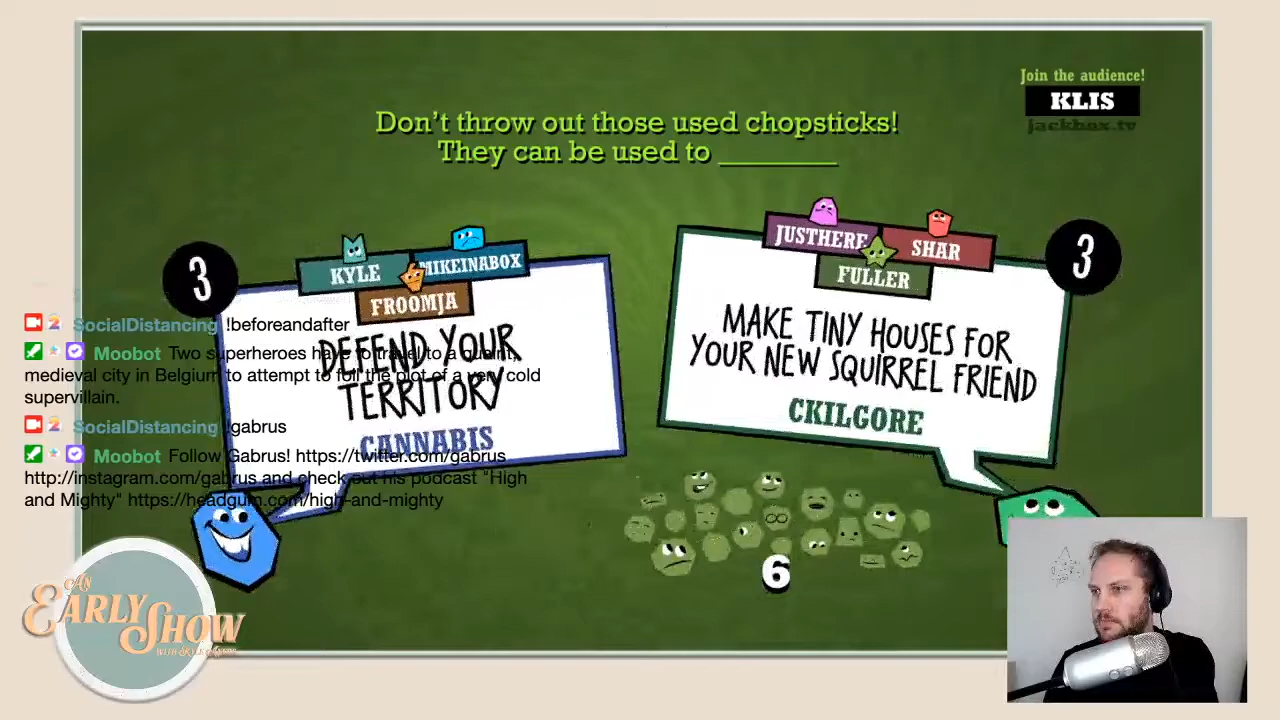 Join the audience!
KLIS
jackbox.tv
Don't throw out those used chopsticks!
They can be used to ________
3
KYLE
MIKEINABOX
FROOMJA
DEFEND YOUR
TERRITORY
CANNABIS
JUSTHERE
SHAR
FULLER
3
MAKE TINY HOUSES FOR
YOUR NEW SQUIRREL FRIEND
CKILGORE
6
SocialDistancing !beforeandafter
Moobot Two superheroes have to travel to a quaint,
medieval city in Belgium to attempt to foil the plot of a very cold
supervillain.
SocialDistancing !gabrus
Moobot Follow Gabrus! https://twitter.com/gabrus
http://instagram.com/gabrus and check out his podcast "High
and Mighty" https://headgum.com/high-and-mighty
AN
EARLY
SHOW
WITH KYLE AYERS